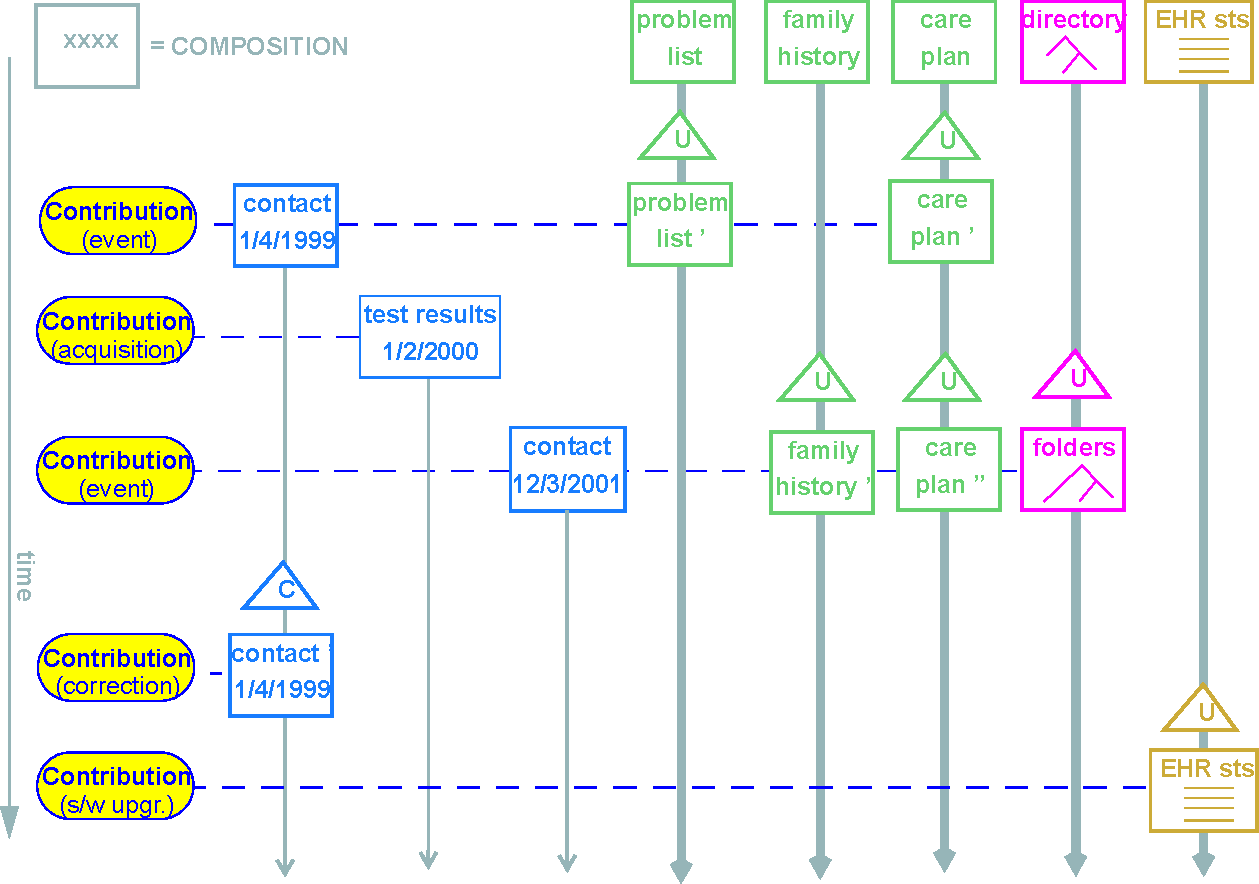 xxxx
= COMPOSITION
problem
list
family
history
care
plan
directory
EHR sts
U
U
Contribution
(event)
contact
1/4/1999
problem
list ’
care
plan ’
Contribution
(acquisition)
test results
1/2/2000
U
U
U
Contribution
(event)
contact
12/3/2001
family
history ’
care
plan ”
folders
time
C
Contribution
(correction)
contact ’
1/4/1999
U
Contribution
(s/w upgr.)
EHR sts